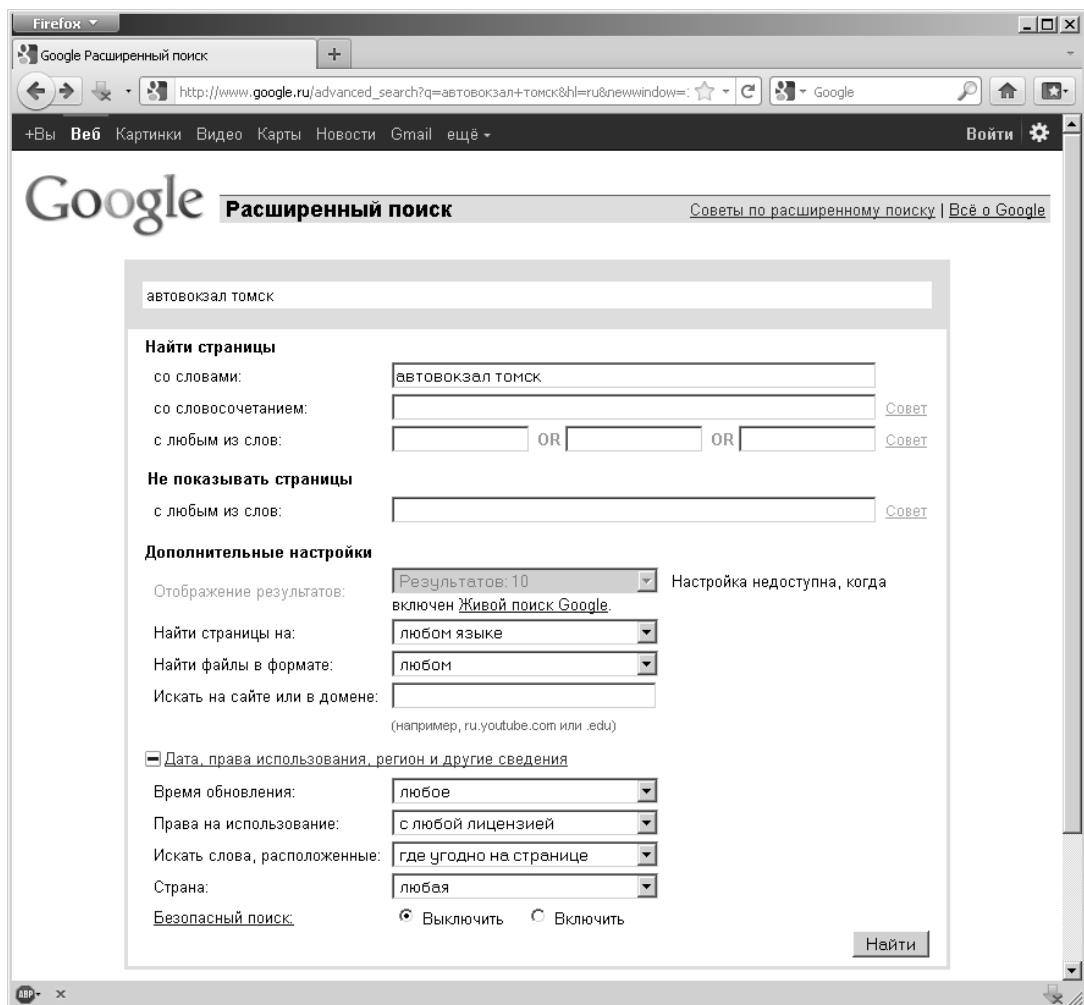 Firefox
Google Расширенный поиск
http://www.google.ru/advanced_search?q=автовокзал+томск&hl=ru&newwindow=: Google
+Вы Веб Картинки Видео Карты Новости Gmail ещё Войти
Google Расширенный поиск Советы по расширенному поиску | Всё о Google
автовокзал томск
Найти страницы
со словами: автовокзал томск
со словосочетанием: Совет
с любым из слов: OR OR Совет
Не показывать страницы
с любым из слов: Совет
Дополнительные настройки
Отображение результатов: Результатов: 10 Настройка недоступна, когда
включен Живой поиск Google.
Найти страницы на: любом языке
Найти файлы в формате: любом
Искать на сайте или в домене:
(например, ru.youtube.com или .edu)
Дата, права использования, регион и другие сведения
Время обновления: любое
Права на использование: с любой лицензией
Искать слова, расположенные: где угодно на странице
Страна: любая
Безопасный поиск: Выключить Включить
Найти
ABP